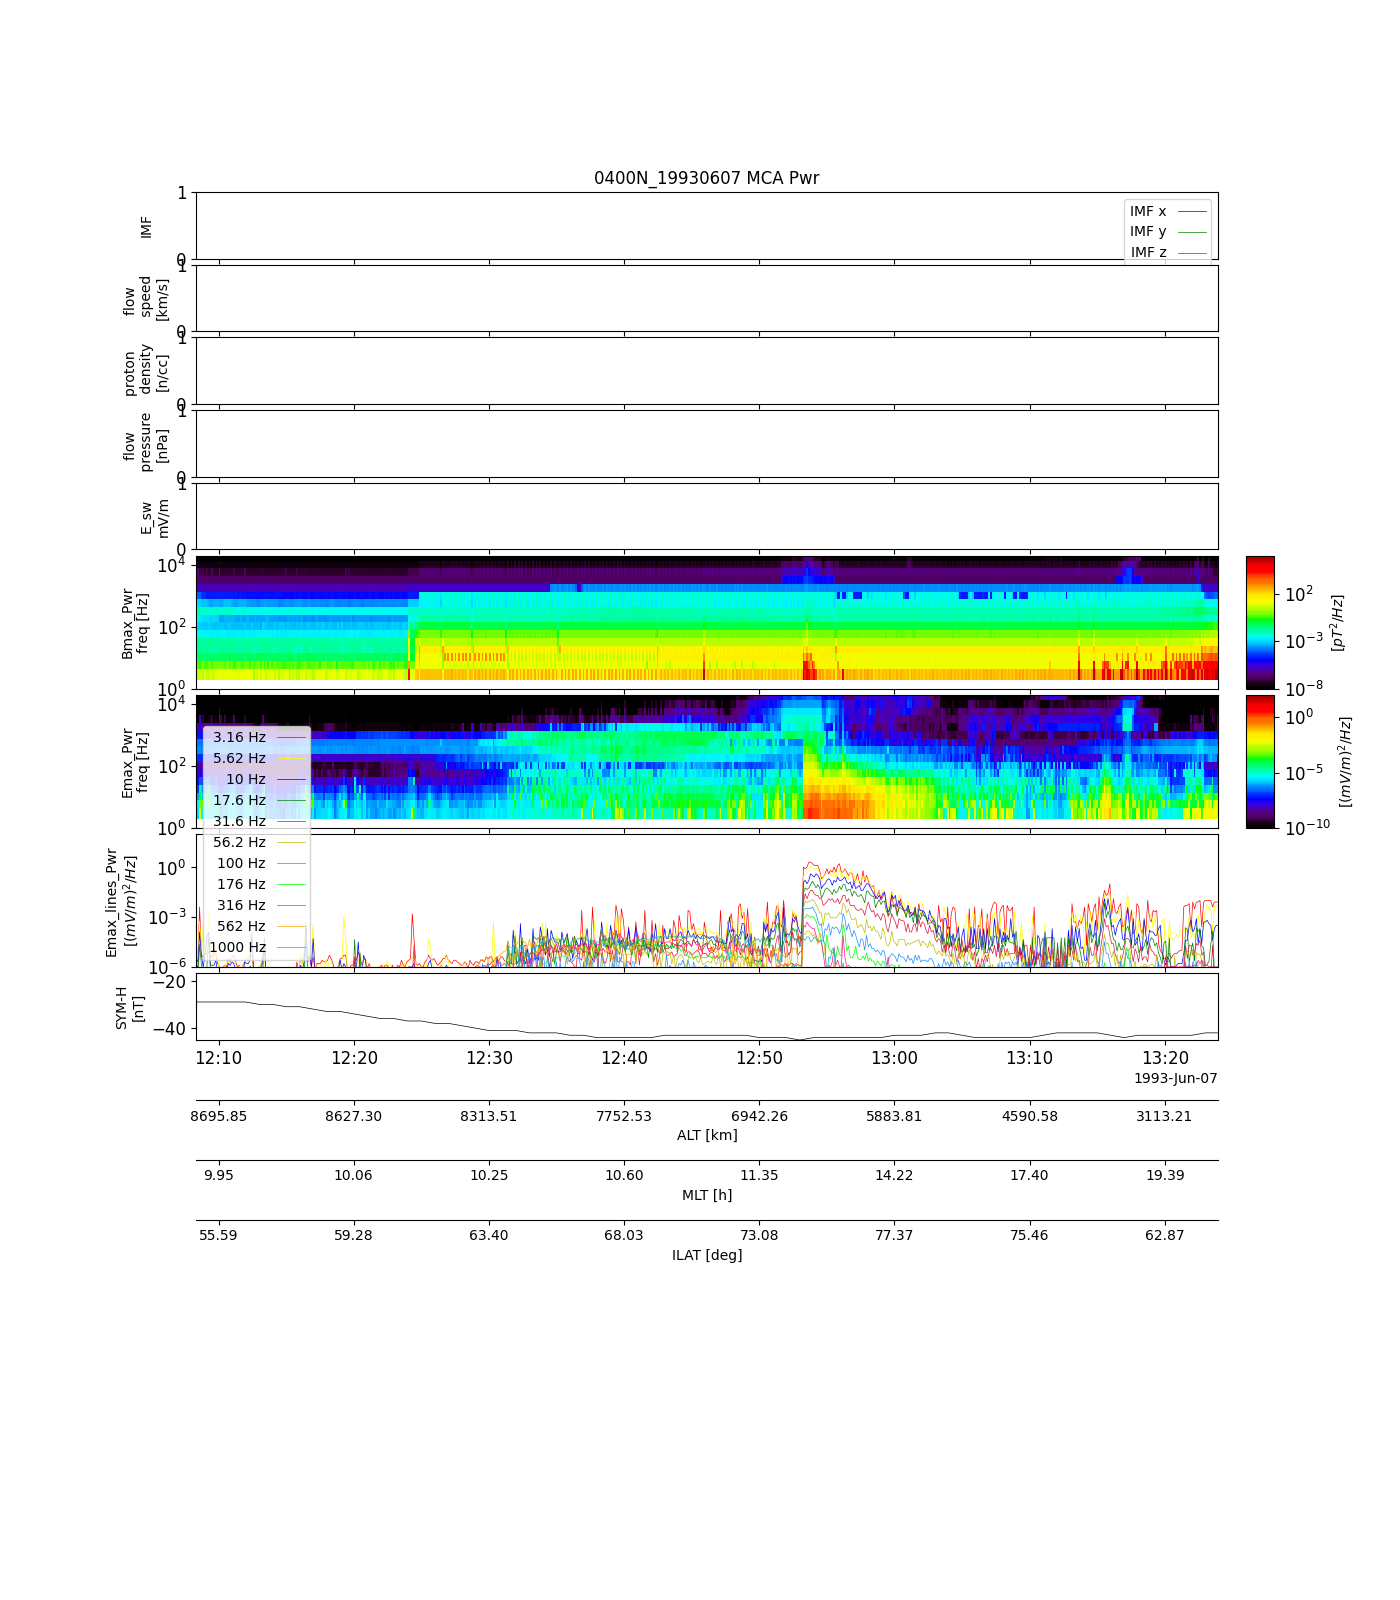 0400N_19930607 MCA Pwr
1
IMF
0
IMF x
IMF y
IMF z
1
flow
speed
[km/s]
0
1
proton
density
[n/cc]
0
1
flow
pressure
[nPa]
0
1
E_sw
mV/m
0
10^4
10^2
10^0
Bmax_Pwr
freq [Hz]
10^2
10^-3
10^-8
[pT^2/Hz]
10^4
10^2
10^0
Emax_Pwr
freq [Hz]
10^0
10^-5
10^-10
[(mV/m)^2/Hz]
3.16 Hz
5.62 Hz
10 Hz
17.6 Hz
31.6 Hz
56.2 Hz
100 Hz
176 Hz
316 Hz
562 Hz
1000 Hz
10^0
10^-3
10^-6
Emax_lines_Pwr
[(mV/m)^2/Hz]
−20
−40
SYM-H
[nT]
12:10 12:20 12:30 12:40 12:50 13:00 13:10 13:20
1993-Jun-07
8695.85 8627.30 8313.51 7752.53 6942.26 5883.81 4590.58 3113.21
ALT [km]
9.95 10.06 10.25 10.60 11.35 14.22 17.40 19.39
MLT [h]
55.59 59.28 63.40 68.03 73.08 77.37 75.46 62.87
ILAT [deg]